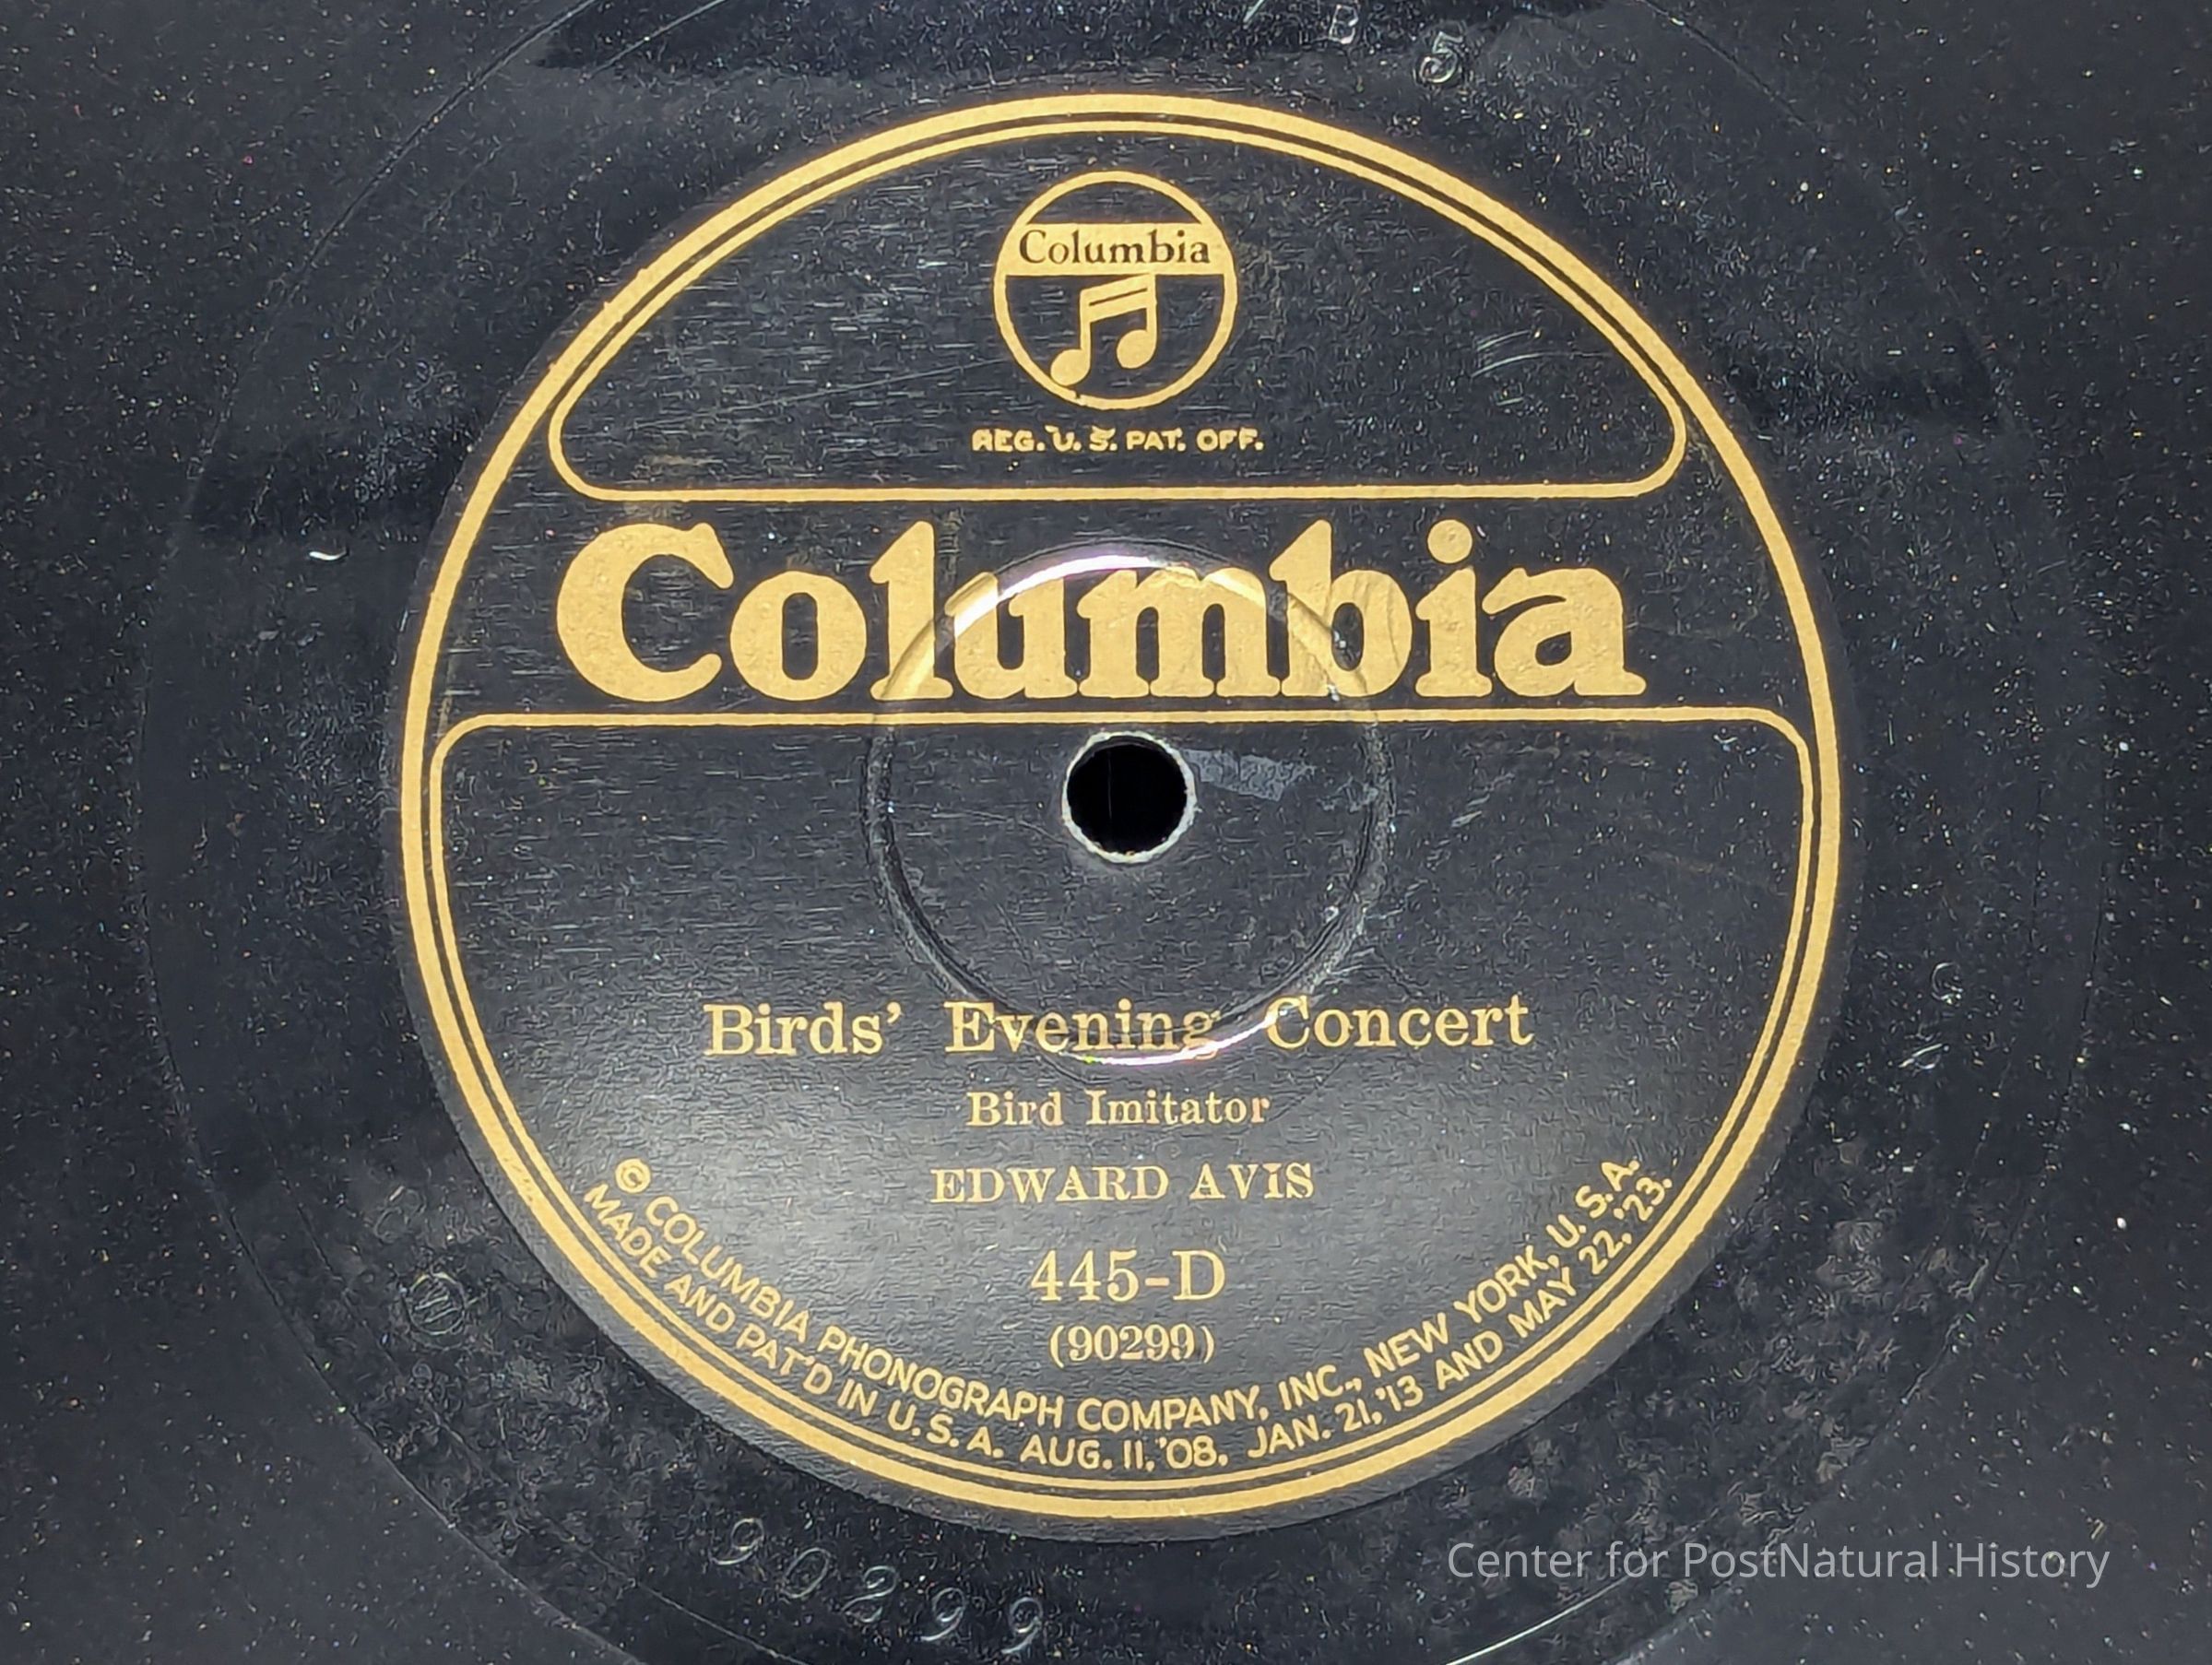 B 5
Columbia
REG. U. S. PAT. OFF.
Columbia
Birds' Evening Concert
Bird Imitator
EDWARD AVIS
445-D
(90299)
© COLUMBIA PHONOGRAPH COMPANY, INC., NEW YORK, U. S. A.
MADE AND PAT'D IN U. S. A. AUG. 11, '08, JAN. 21, '13 AND MAY 22, '23.
90299
Center for PostNatural History